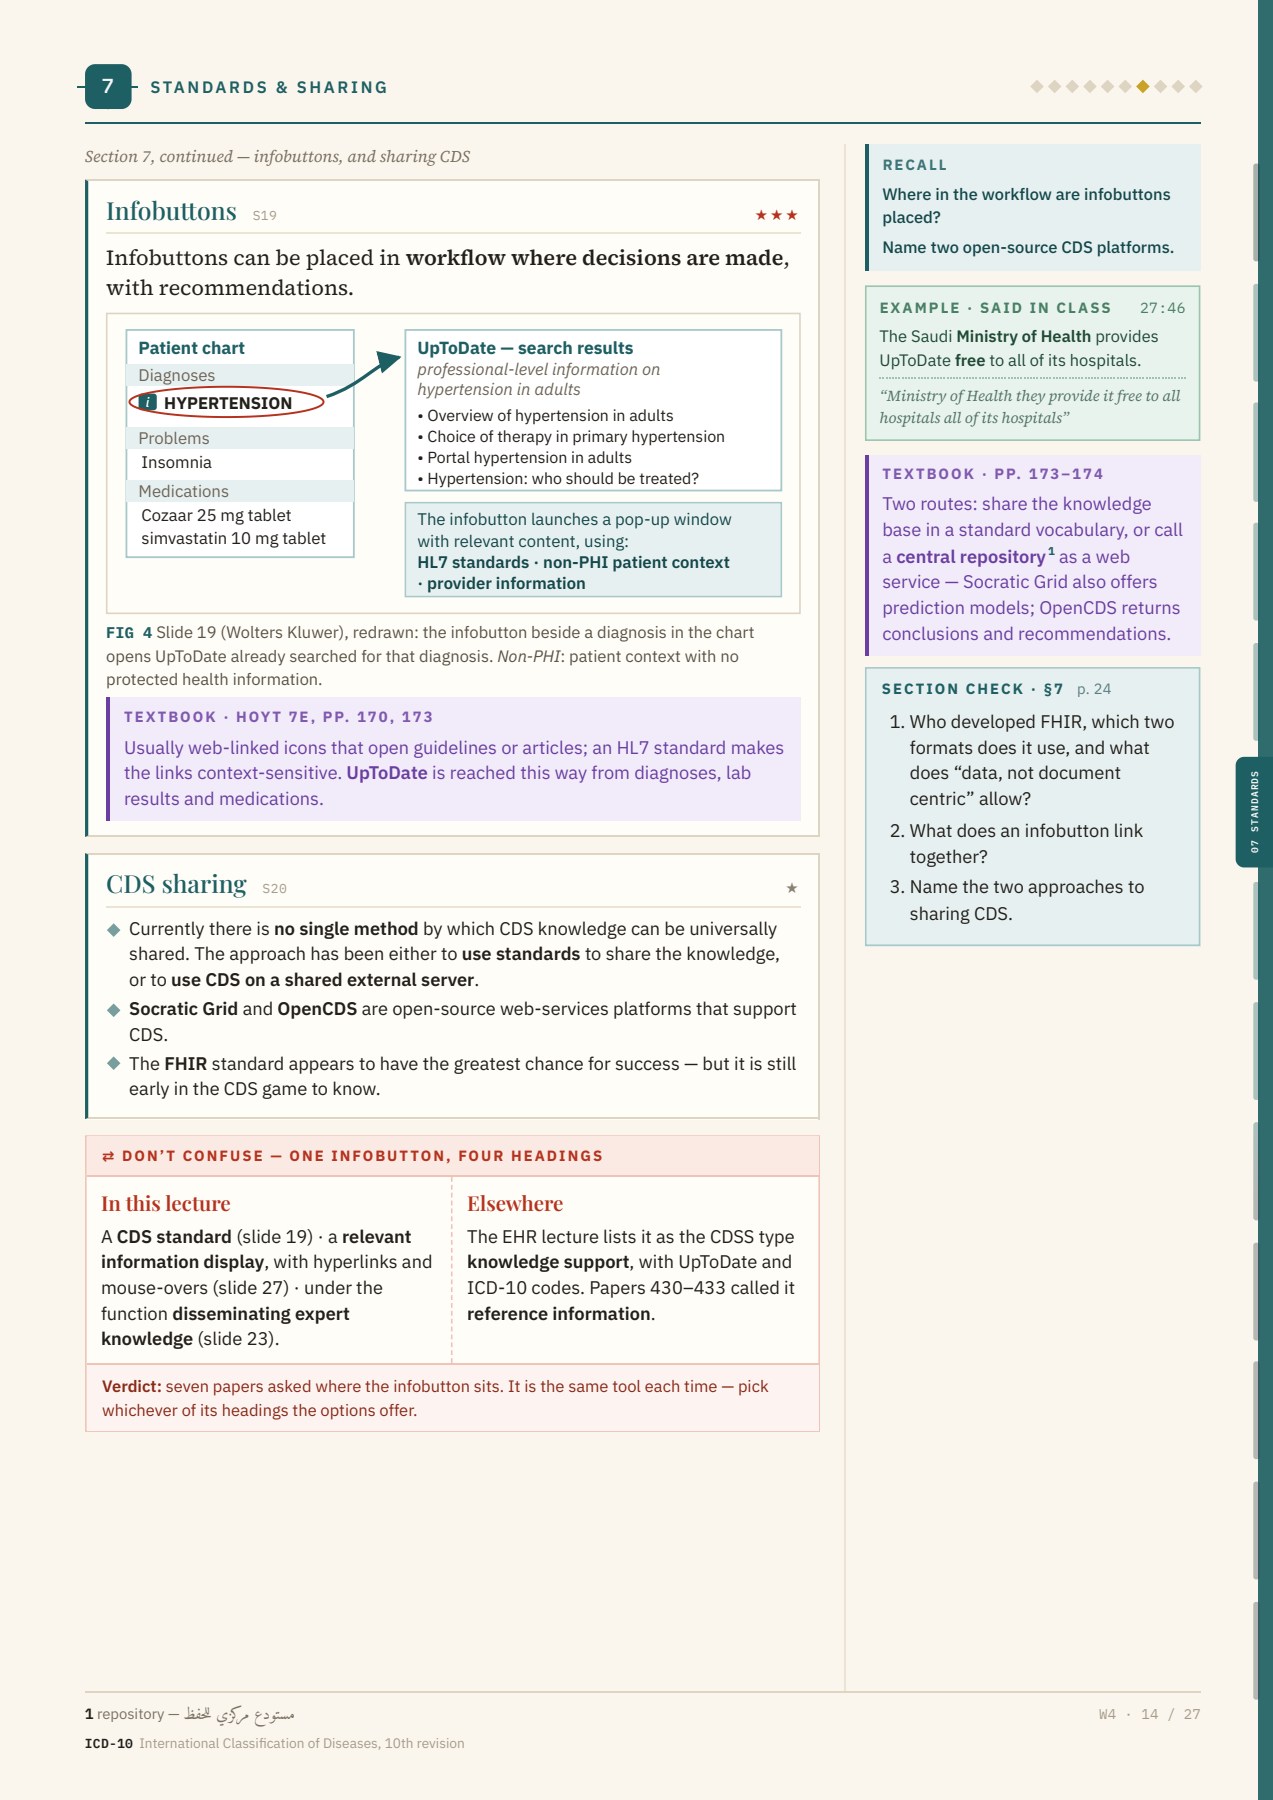 7 STANDARDS & SHARING
Section 7, continued — infobuttons, and sharing CDS
Infobuttons S19 ★★★
Infobuttons can be placed in workflow where decisions are made,
with recommendations.
Patient chart
Diagnoses
i HYPERTENSION
Problems
Insomnia
Medications
Cozaar 25 mg tablet
simvastatin 10 mg tablet
UpToDate — search results
professional-level information on
hypertension in adults
• Overview of hypertension in adults
• Choice of therapy in primary hypertension
• Portal hypertension in adults
• Hypertension: who should be treated?
The infobutton launches a pop-up window
with relevant content, using:
HL7 standards · non-PHI patient context
· provider information
FIG 4 Slide 19 (Wolters Kluwer), redrawn: the infobutton beside a diagnosis in the chart
opens UpToDate already searched for that diagnosis. Non-PHI: patient context with no
protected health information.
TEXTBOOK · HOYT 7E, PP. 170, 173
Usually web-linked icons that open guidelines or articles; an HL7 standard makes
the links context-sensitive. UpToDate is reached this way from diagnoses, lab
results and medications.
CDS sharing S20 ★
◆ Currently there is no single method by which CDS knowledge can be universally
shared. The approach has been either to use standards to share the knowledge,
or to use CDS on a shared external server.
◆ Socratic Grid and OpenCDS are open-source web-services platforms that support
CDS.
◆ The FHIR standard appears to have the greatest chance for success — but it is still
early in the CDS game to know.
⇄ DON’T CONFUSE — ONE INFOBUTTON, FOUR HEADINGS
In this lecture
A CDS standard (slide 19) · a relevant
information display, with hyperlinks and
mouse-overs (slide 27) · under the
function disseminating expert
knowledge (slide 23).
Elsewhere
The EHR lecture lists it as the CDSS type
knowledge support, with UpToDate and
ICD-10 codes. Papers 430–433 called it
reference information.
Verdict: seven papers asked where the infobutton sits. It is the same tool each time — pick
whichever of its headings the options offer.
RECALL
Where in the workflow are infobuttons
placed?
Name two open-source CDS platforms.
EXAMPLE · SAID IN CLASS 27:46
The Saudi Ministry of Health provides
UpToDate free to all of its hospitals.
“Ministry of Health they provide it free to all
hospitals all of its hospitals”
TEXTBOOK · PP. 173–174
Two routes: share the knowledge
base in a standard vocabulary, or call
a central repository1 as a web
service — Socratic Grid also offers
prediction models; OpenCDS returns
conclusions and recommendations.
SECTION CHECK · §7 p. 24
1. Who developed FHIR, which two
formats does it use, and what
does “data, not document
centric” allow?
2. What does an infobutton link
together?
3. Name the two approaches to
sharing CDS.
07 STANDARDS
1 repository — مستودع مركزي للحفظ
ICD-10 International Classification of Diseases, 10th revision
W4 · 14 / 27